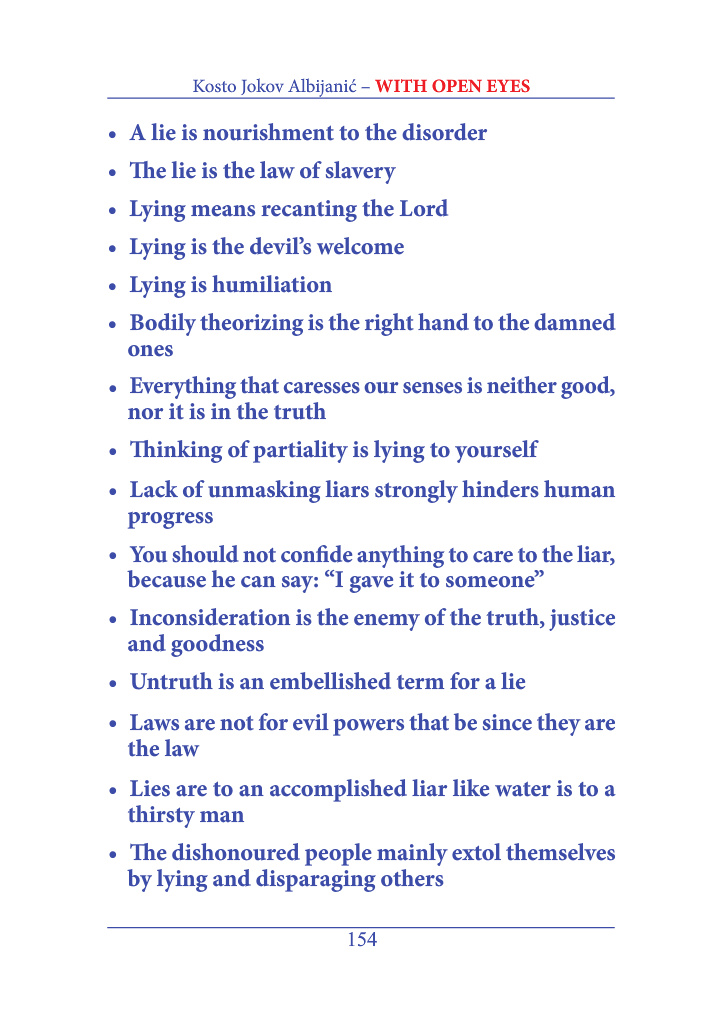 Kosto Jokov Albijanić – WITH OPEN EYES
• A lie is nourishment to the disorder
• The lie is the law of slavery
• Lying means recanting the Lord
• Lying is the devil’s welcome
• Lying is humiliation
• Bodily theorizing is the right hand to the damned
ones
• Everything that caresses our senses is neither good,
nor it is in the truth
• Thinking of partiality is lying to yourself
• Lack of unmasking liars strongly hinders human
progress
• You should not confide anything to care to the liar,
because he can say: “I gave it to someone”
• Inconsideration is the enemy of the truth, justice
and goodness
• Untruth is an embellished term for a lie
• Laws are not for evil powers that be since they are
the law
• Lies are to an accomplished liar like water is to a
thirsty man
• The dishonoured people mainly extol themselves
by lying and disparaging others
154